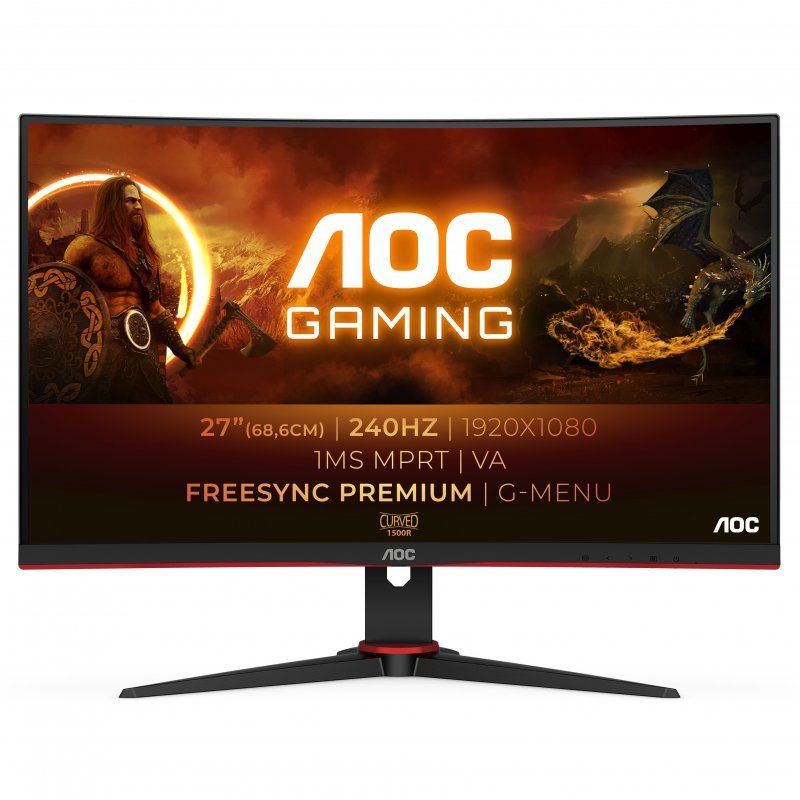 AOC
GAMING
27” (68,6CM) | 240HZ | 1920X1080
1MS MPRT | VA
FREESYNC PREMIUM | G-MENU
CURVED
1500R
AOC
AOC